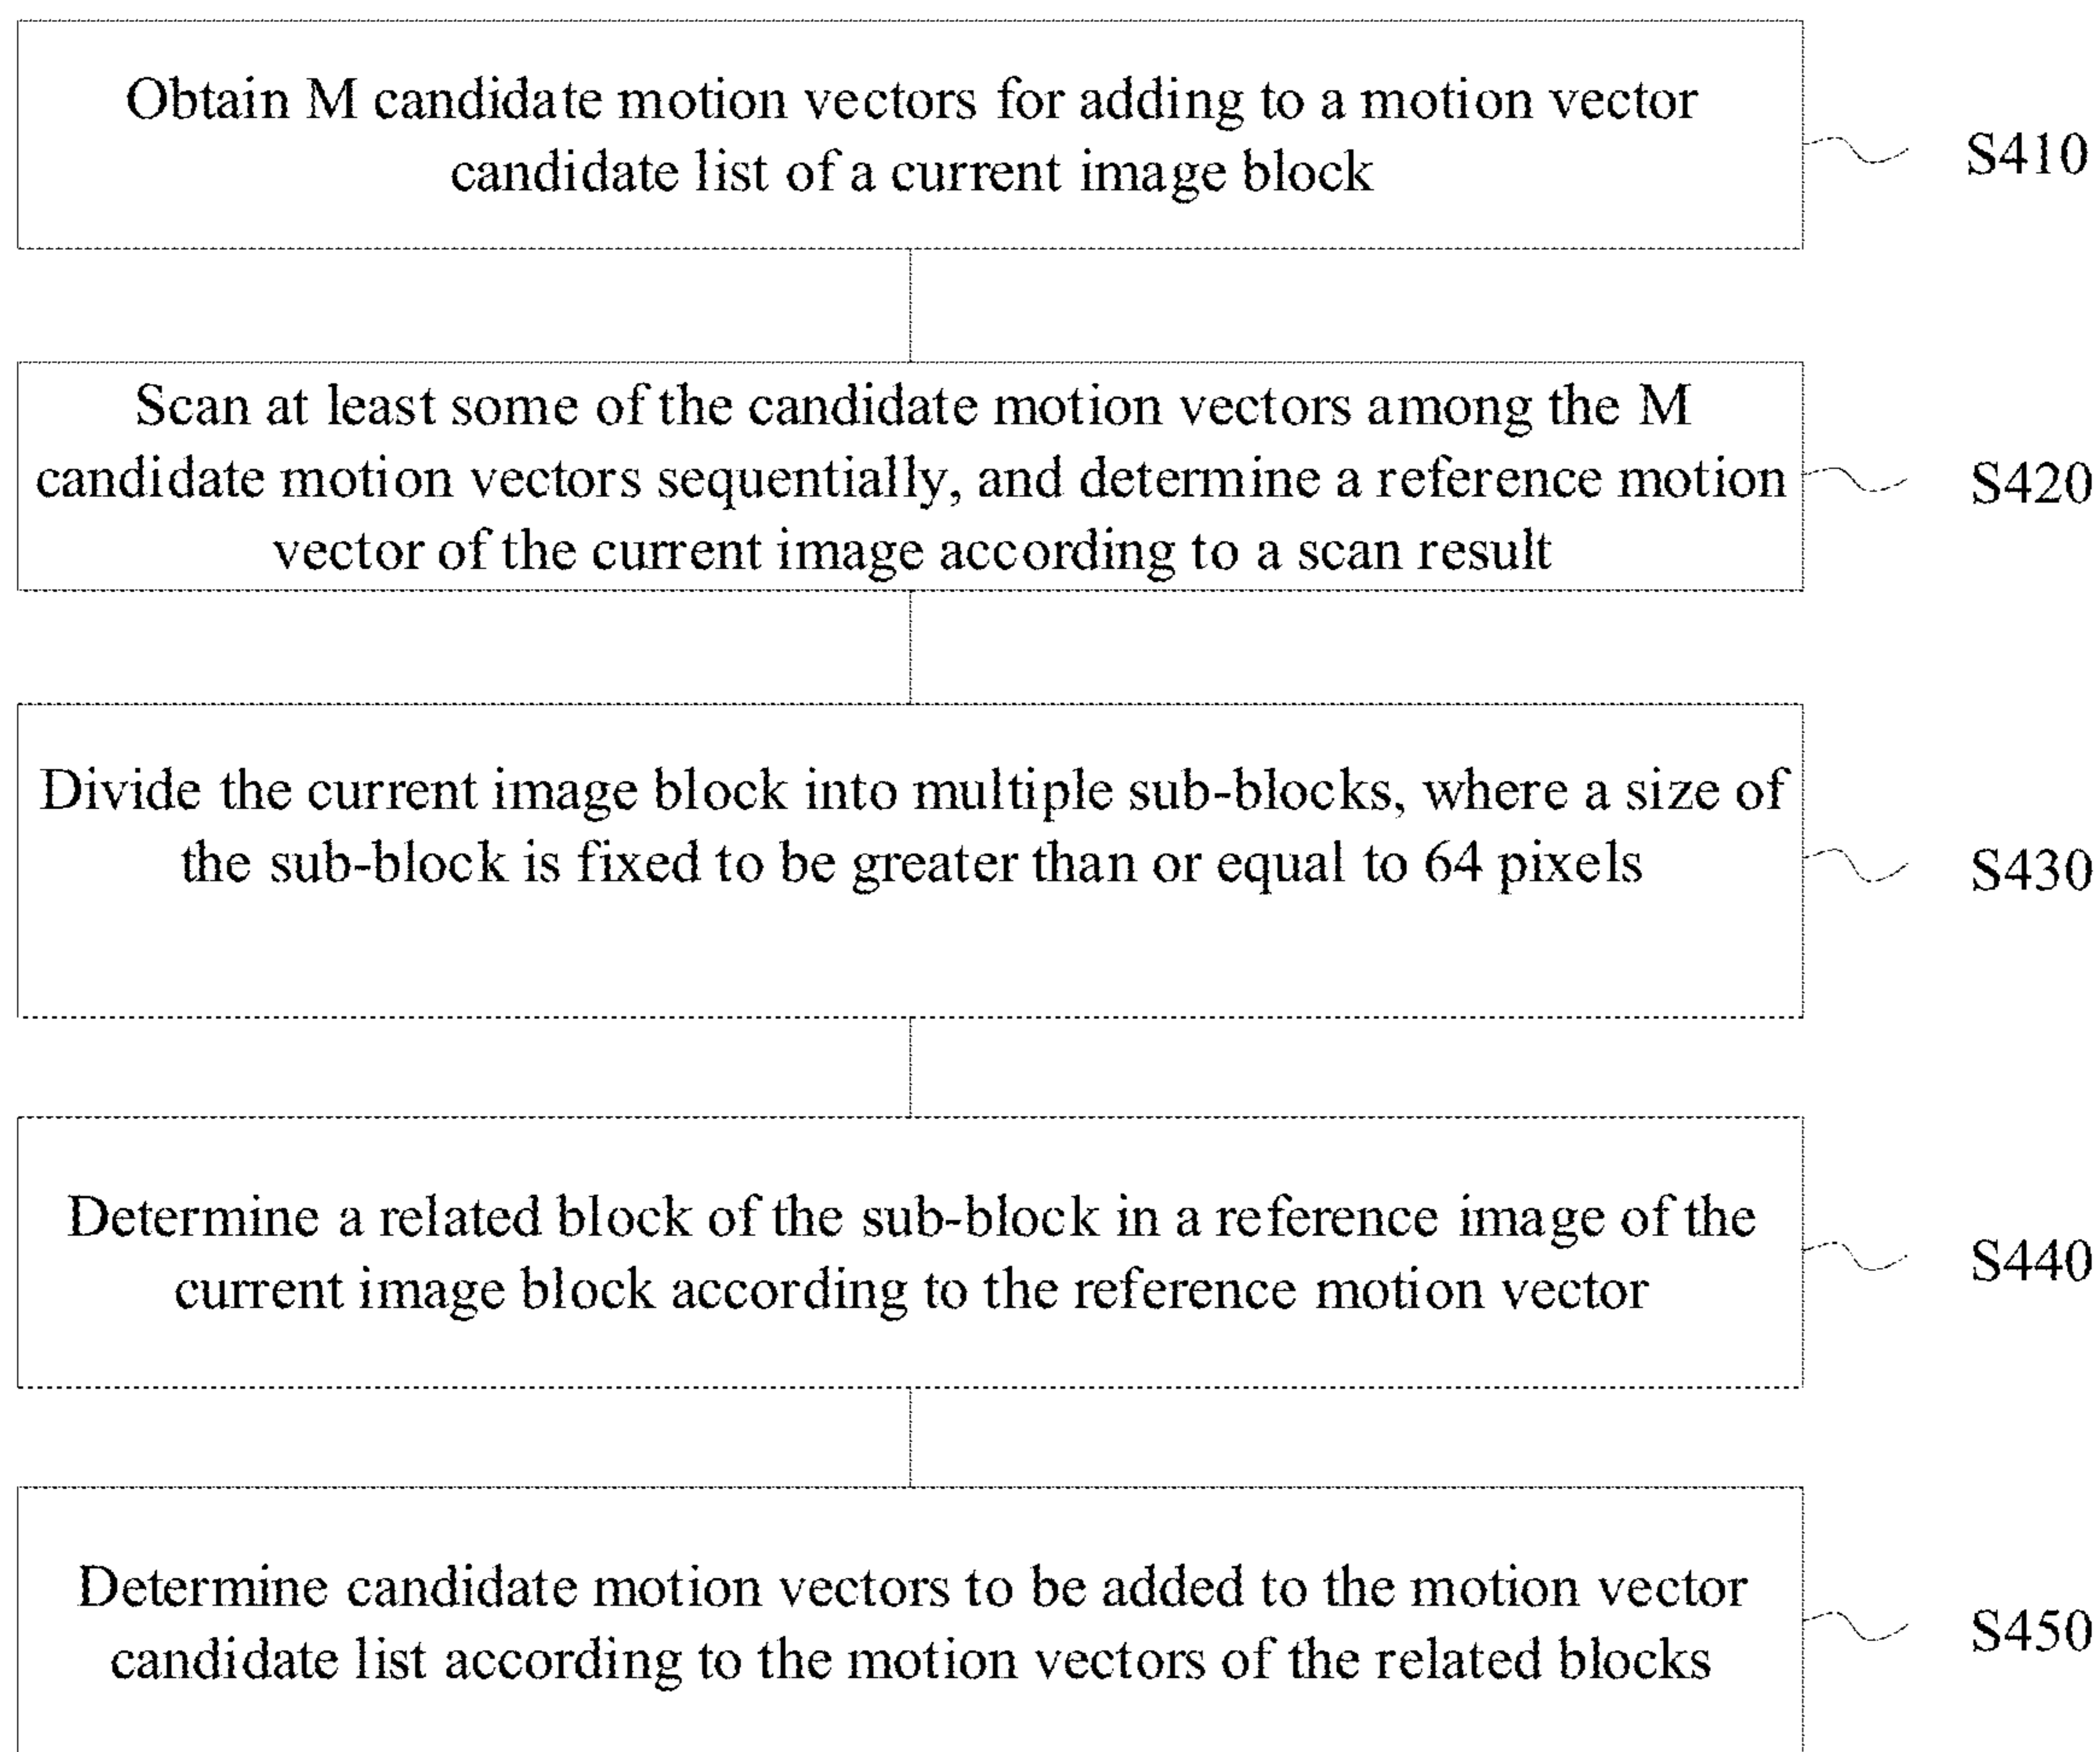 Obtain M candidate motion vectors for adding to a motion vector
candidate list of a current image block
S410
Scan at least some of the candidate motion vectors among the M
candidate motion vectors sequentially, and determine a reference motion
vector of the current image according to a scan result
S420
Divide the current image block into multiple sub-blocks, where a size of
the sub-block is fixed to be greater than or equal to 64 pixels
S430
Determine a related block of the sub-block in a reference image of the
current image block according to the reference motion vector
S440
Determine candidate motion vectors to be added to the motion vector
candidate list according to the motion vectors of the related blocks
S450